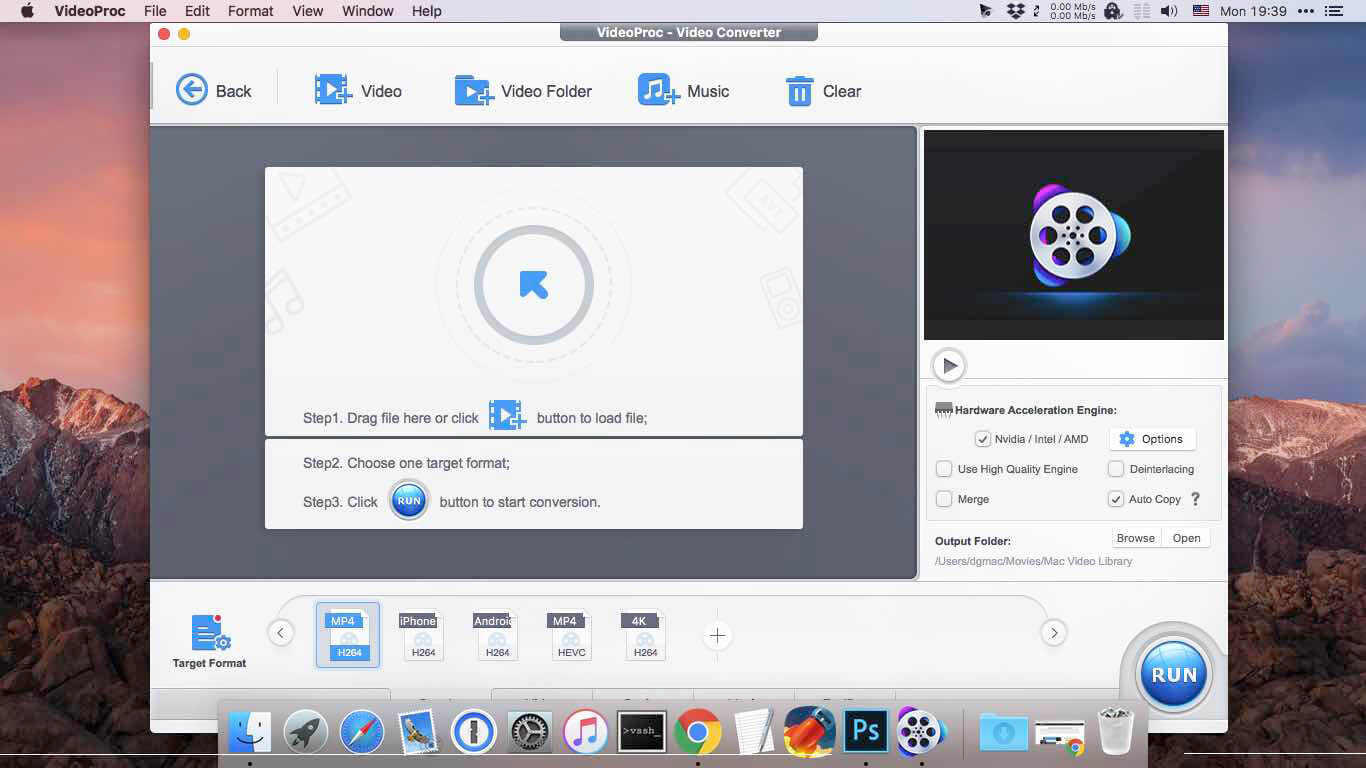 VideoProc File Edit Format View Window Help
0.00 Mb/s
0.00 Mb/s
Mon 19:39
VideoProc - Video Converter
Back Video Video Folder Music Clear
Step1. Drag file here or click button to load file;
Step2. Choose one target format;
Step3. Click RUN button to start conversion.
Hardware Acceleration Engine:
Nvidia / Intel / AMD Options
Use High Quality Engine Deinterlacing
Merge Auto Copy ?
Output Folder: Browse Open
/Users/dgmac/Movies/Mac Video Library
Target Format
MP4 iPhone Android MP4 4K
H264 H264 H264 HEVC H264
RUN
>vssh_
Ps